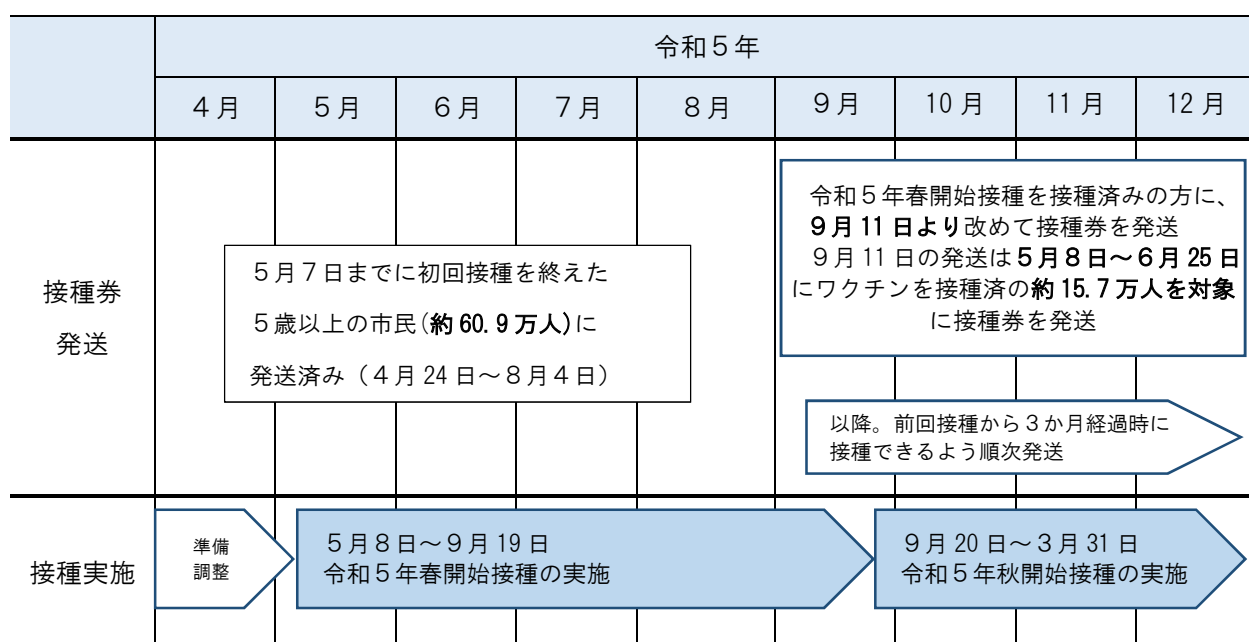 令和５年
４月 ５月 ６月 ７月 ８月 ９月 10月 11月 12月
接種券
発送
５月７日までに初回接種を終えた
５歳以上の市民(約60.9万人)に
発送済み（４月24日～８月４日）
令和５年春開始接種を接種済みの方に、
９月11日より改めて接種券を発送
９月11日の発送は５月８日～６月25日
にワクチンを接種済の約15.7万人を対象
に接種券を発送
以降。前回接種から３か月経過時に
接種できるよう順次発送
接種実施
準備
調整
５月８日～９月19日
令和５年春開始接種の実施
９月20日～３月31日
令和５年秋開始接種の実施